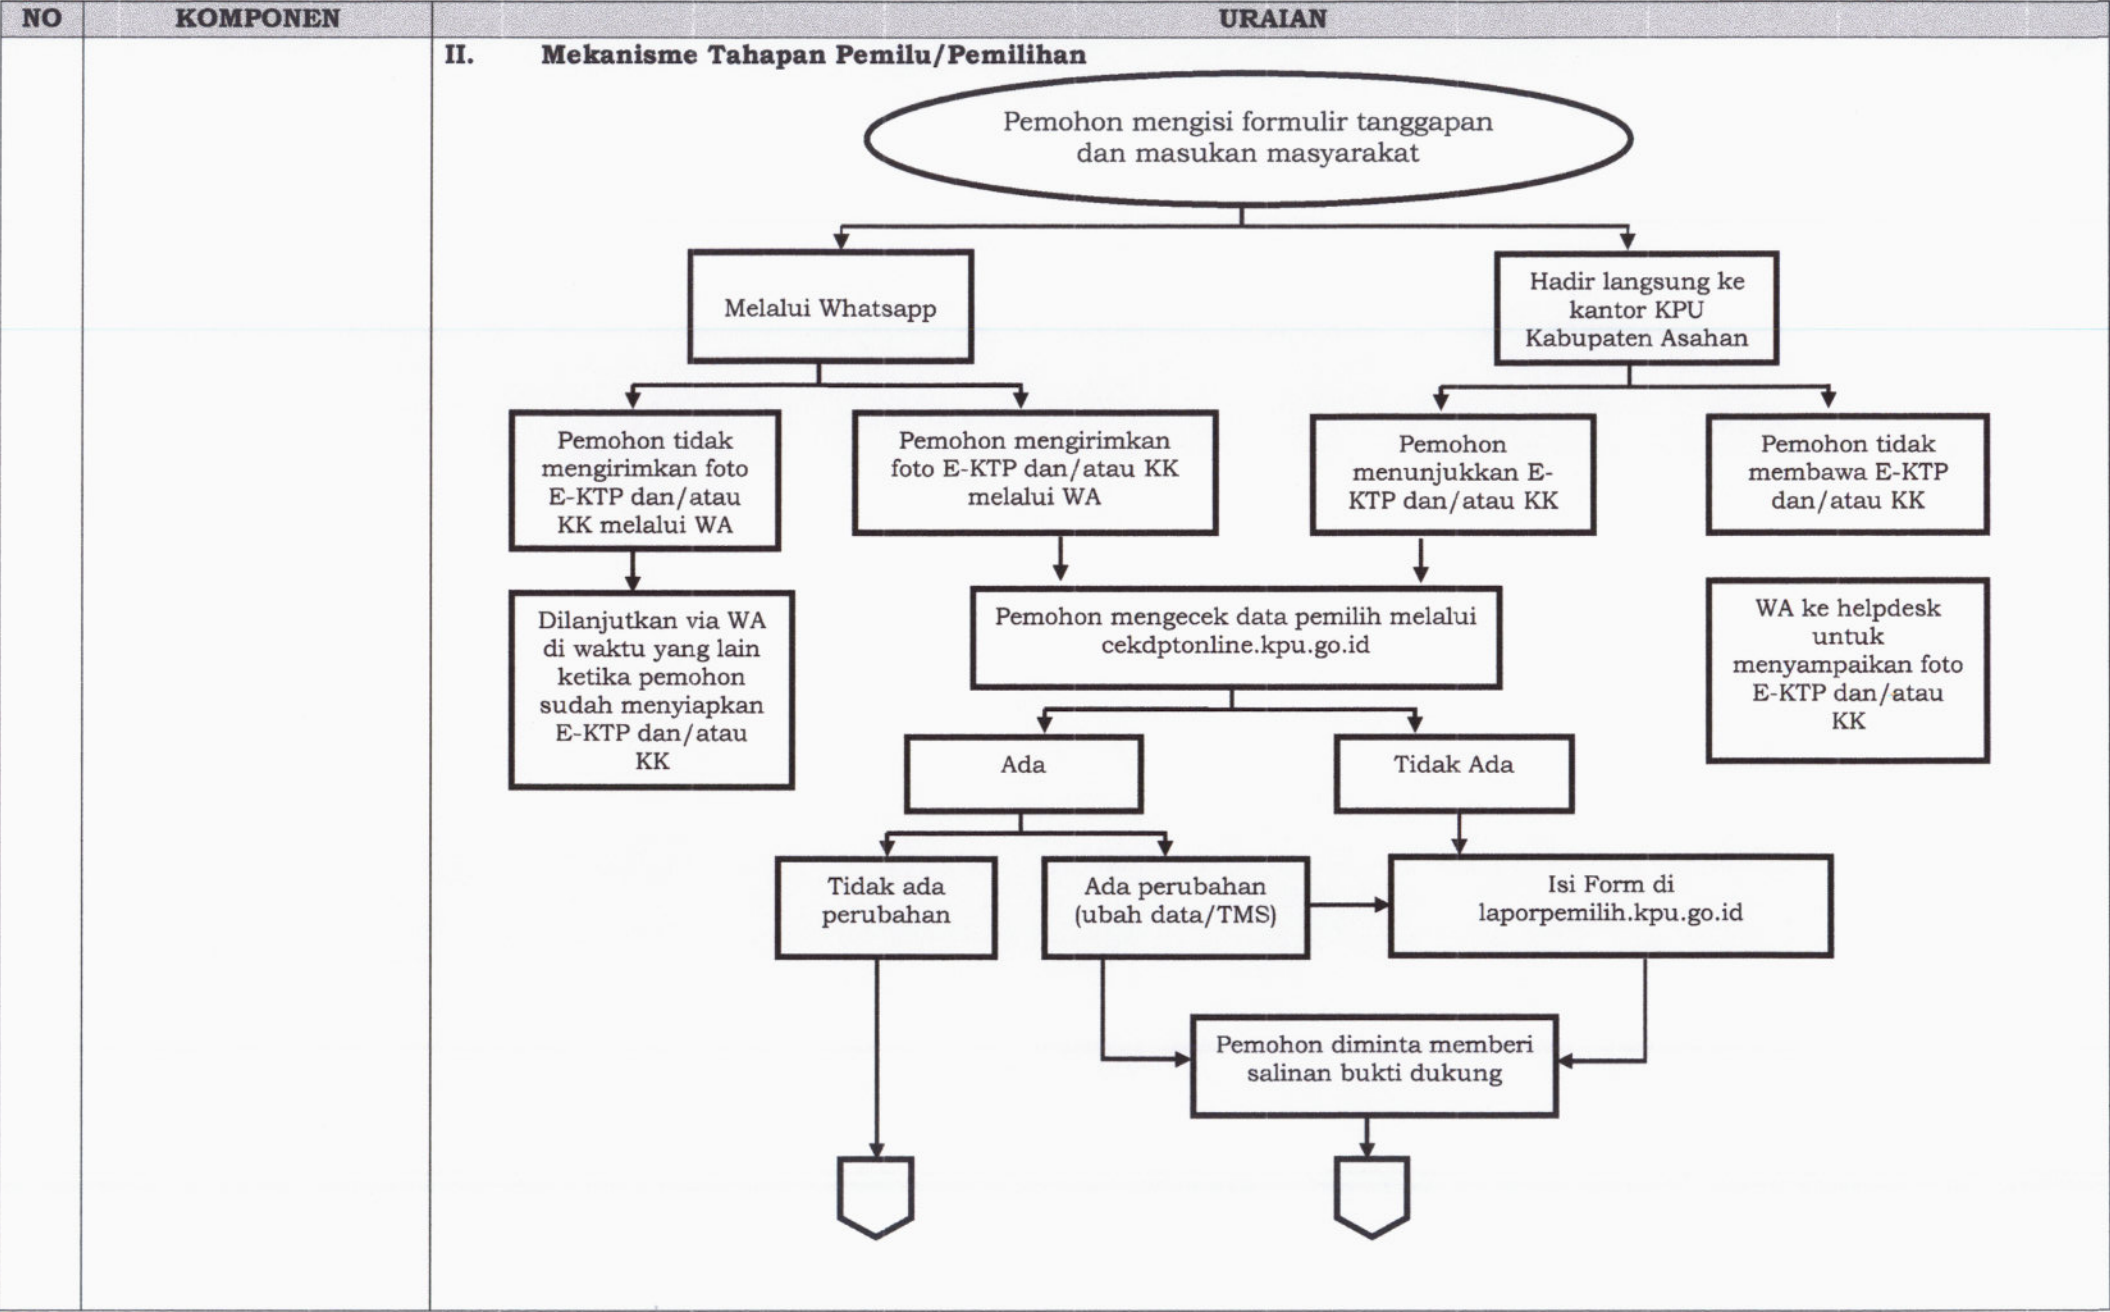 NO
KOMPONEN
URAIAN
II. Mekanisme Tahapan Pemilu/Pemilihan
Pemohon mengisi formulir tanggapan
dan masukan masyarakat
Melalui Whatsapp
Hadir langsung ke
kantor KPU
Kabupaten Asahan
Pemohon tidak
mengirimkan foto
E-KTP dan/atau
KK melalui WA
Pemohon mengirimkan
foto E-KTP dan/atau KK
melalui WA
Pemohon
menunjukkan E-
KTP dan/atau KK
Pemohon tidak
membawa E-KTP
dan/atau KK
Dilanjutkan via WA
di waktu yang lain
ketika pemohon
sudah menyiapkan
E-KTP dan/atau
KK
Pemohon mengecek data pemilih melalui
cekdptonline.kpu.go.id
WA ke helpdesk
untuk
menyampaikan foto
E-KTP dan/atau
KK
Ada
Tidak Ada
Tidak ada
perubahan
Ada perubahan
(ubah data/TMS)
Isi Form di
laporpemilih.kpu.go.id
Pemohon diminta memberi
salinan bukti dukung